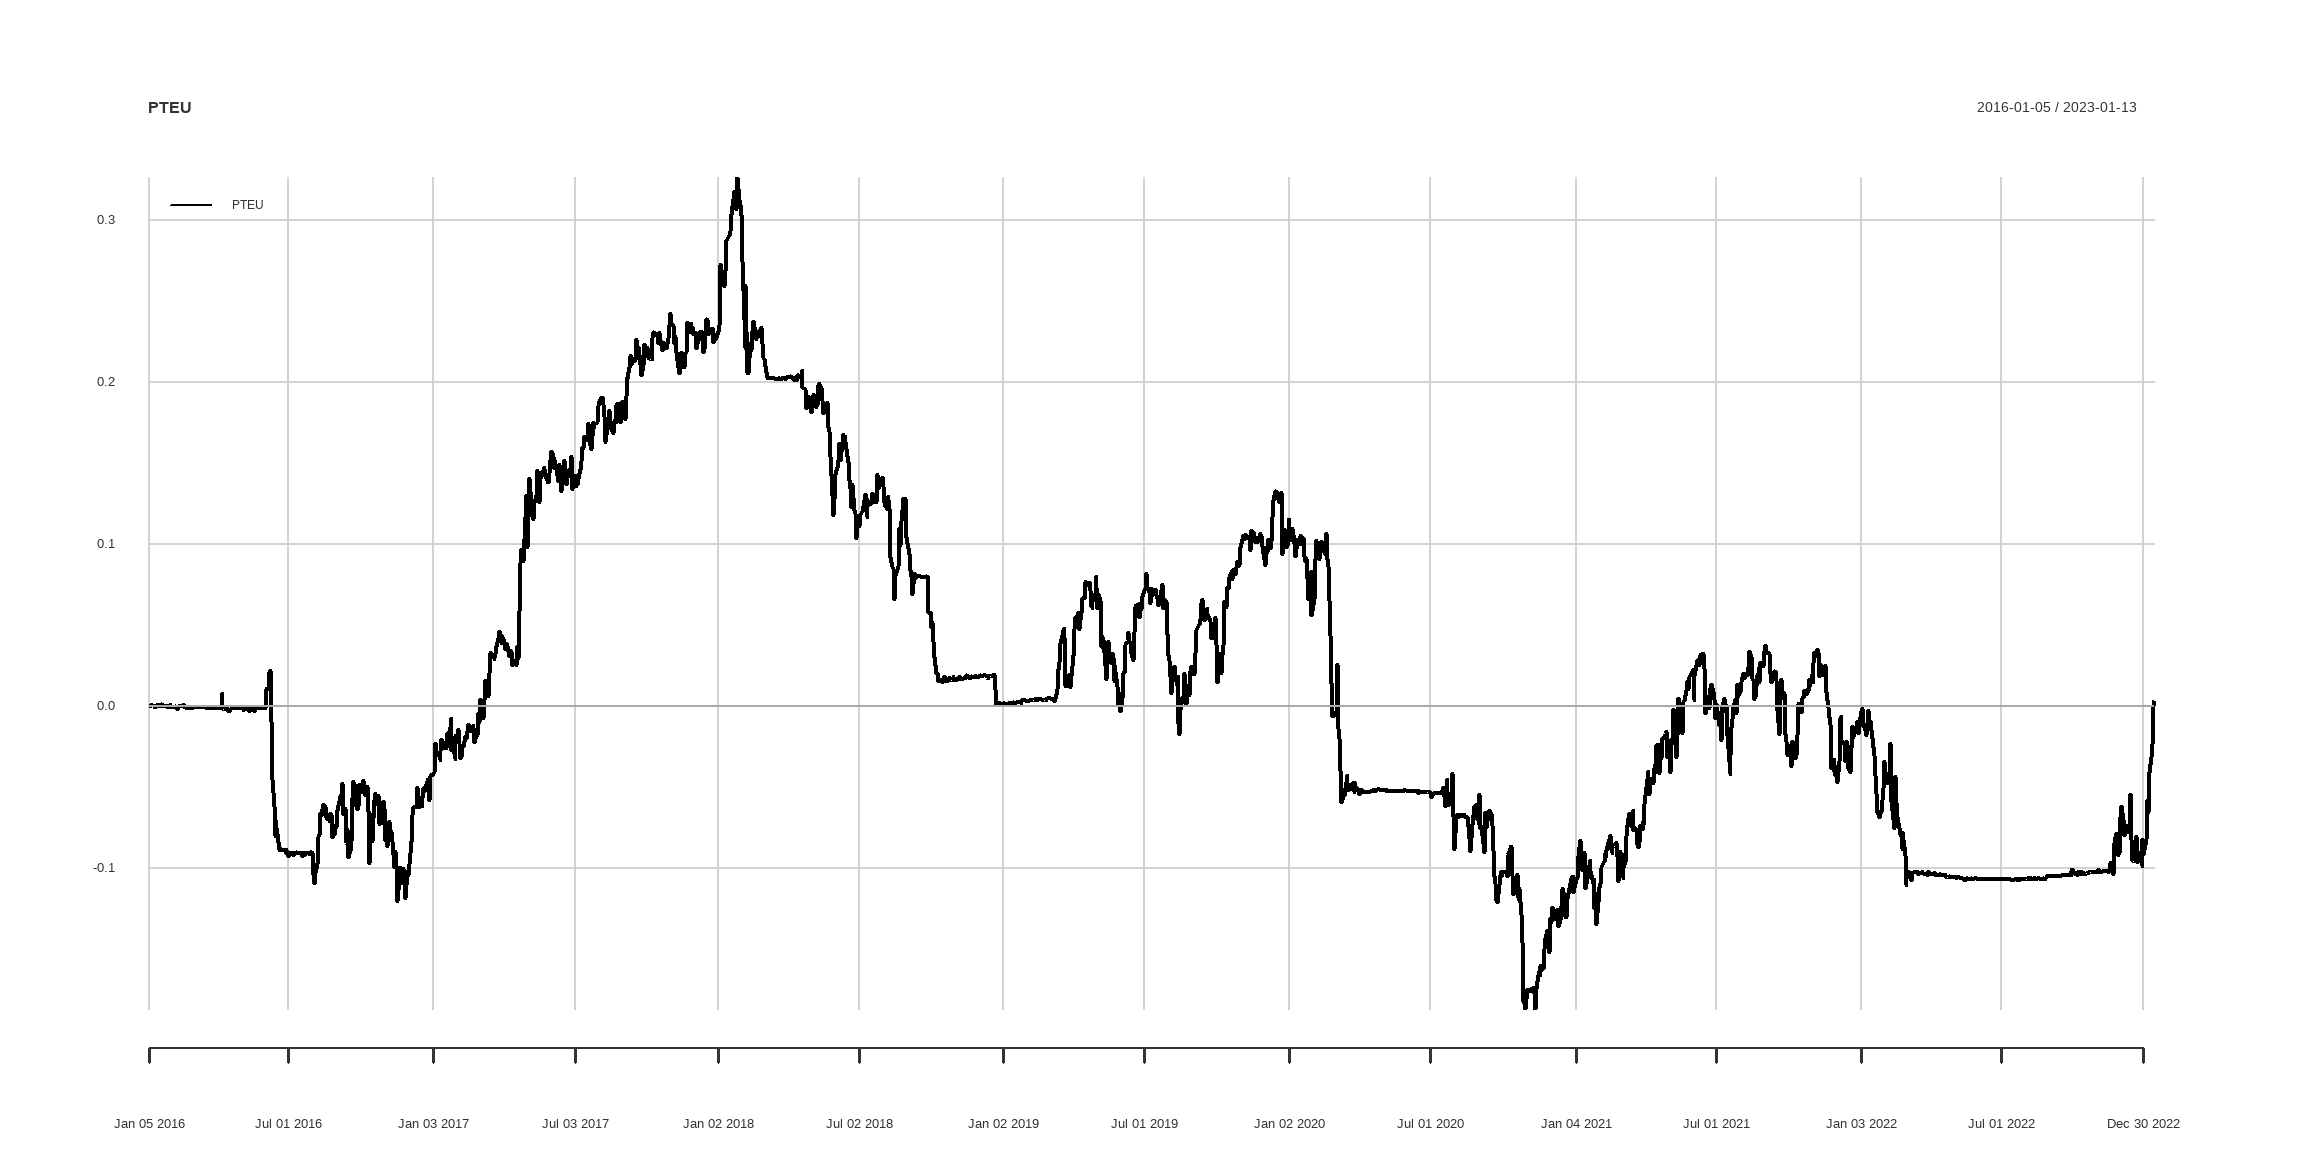 PTEU
2016-01-05 / 2023-01-13
PTEU
0.3
0.2
0.1
0.0
-0.1
Jan 05 2016
Jul 01 2016
Jan 03 2017
Jul 03 2017
Jan 02 2018
Jul 02 2018
Jan 02 2019
Jul 01 2019
Jan 02 2020
Jul 01 2020
Jan 04 2021
Jul 01 2021
Jan 03 2022
Jul 01 2022
Dec 30 2022